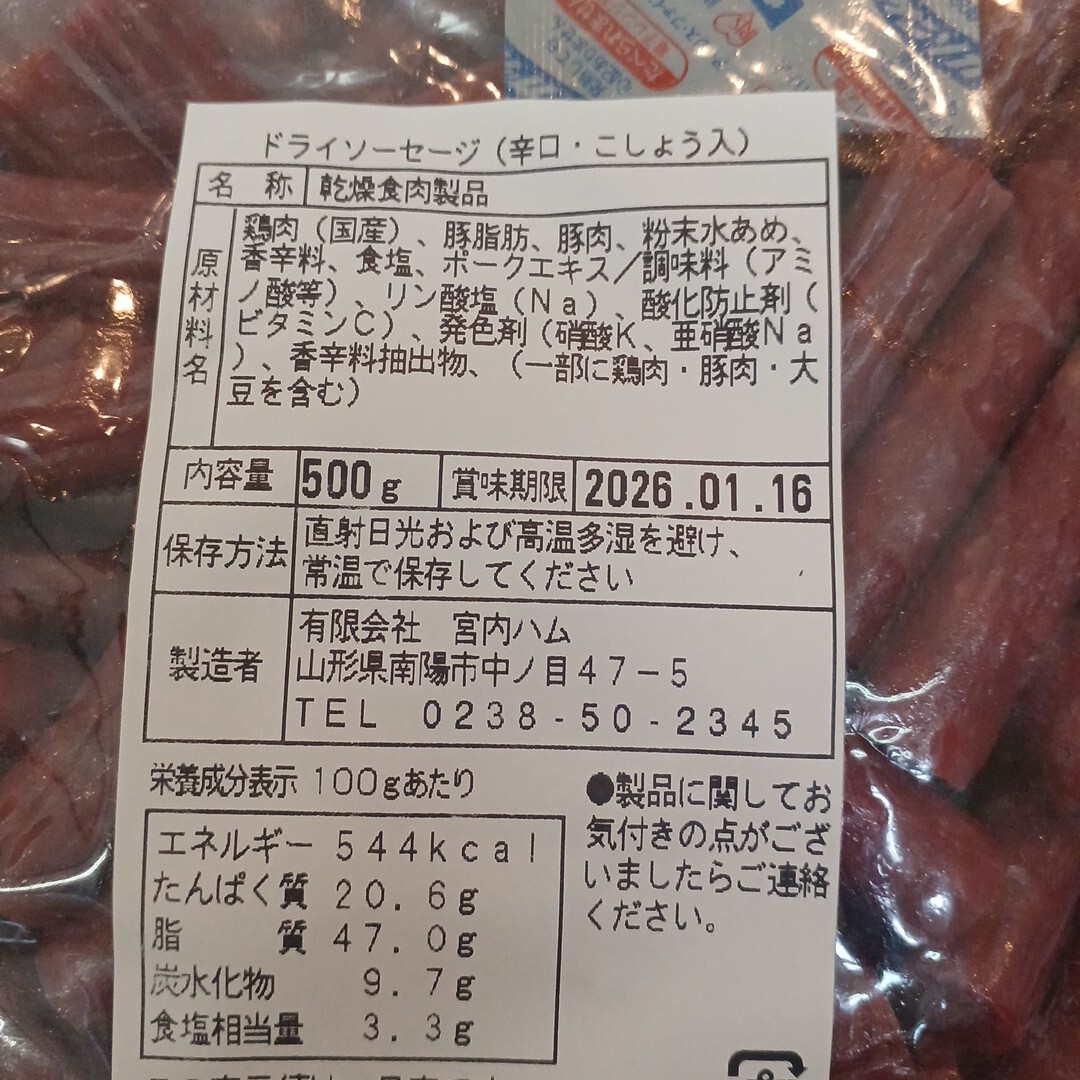 たべられません
ドライソーセージ（辛口・こしょう入）
名　称 乾燥食肉製品
原材料名
鶏肉（国産）、豚脂肪、豚肉、粉末水あめ、
香辛料、食塩、ポークエキス／調味料（アミ
ノ酸等）、リン酸塩（Ｎａ）、酸化防止剤（
ビタミンＣ）、発色剤（硝酸Ｋ、亜硝酸Ｎａ
）、香辛料抽出物、（一部に鶏肉・豚肉・大
豆を含む）
内容量 500g 賞味期限 2026.01.16
保存方法 直射日光および高温多湿を避け、
常温で保存してください
製造者 有限会社　宮内ハム
山形県南陽市中ノ目４７－５
ＴＥＬ　０２３８-５０-２３４５
栄養成分表示 １００ｇあたり
エネルギー ５４４ｋｃａｌ
たんぱく質 ２０．６ｇ
脂　　　質 ４７．０ｇ
炭水化物 ９．７ｇ
食塩相当量 ３．３ｇ
●製品に関してお
気付きの点がござ
いましたらご連絡
ください。